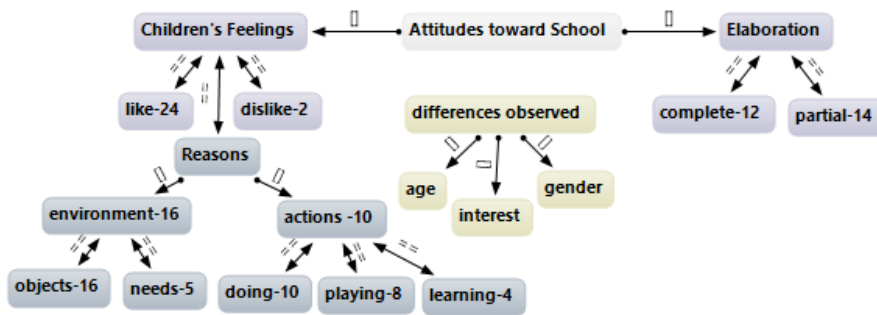 Children's Feelings
Attitudes toward School
Elaboration
like-24
dislike-2
differences observed
complete-12
partial-14
Reasons
age
interest
gender
environment-16
actions -10
objects-16
needs-5
doing-10
playing-8
learning-4